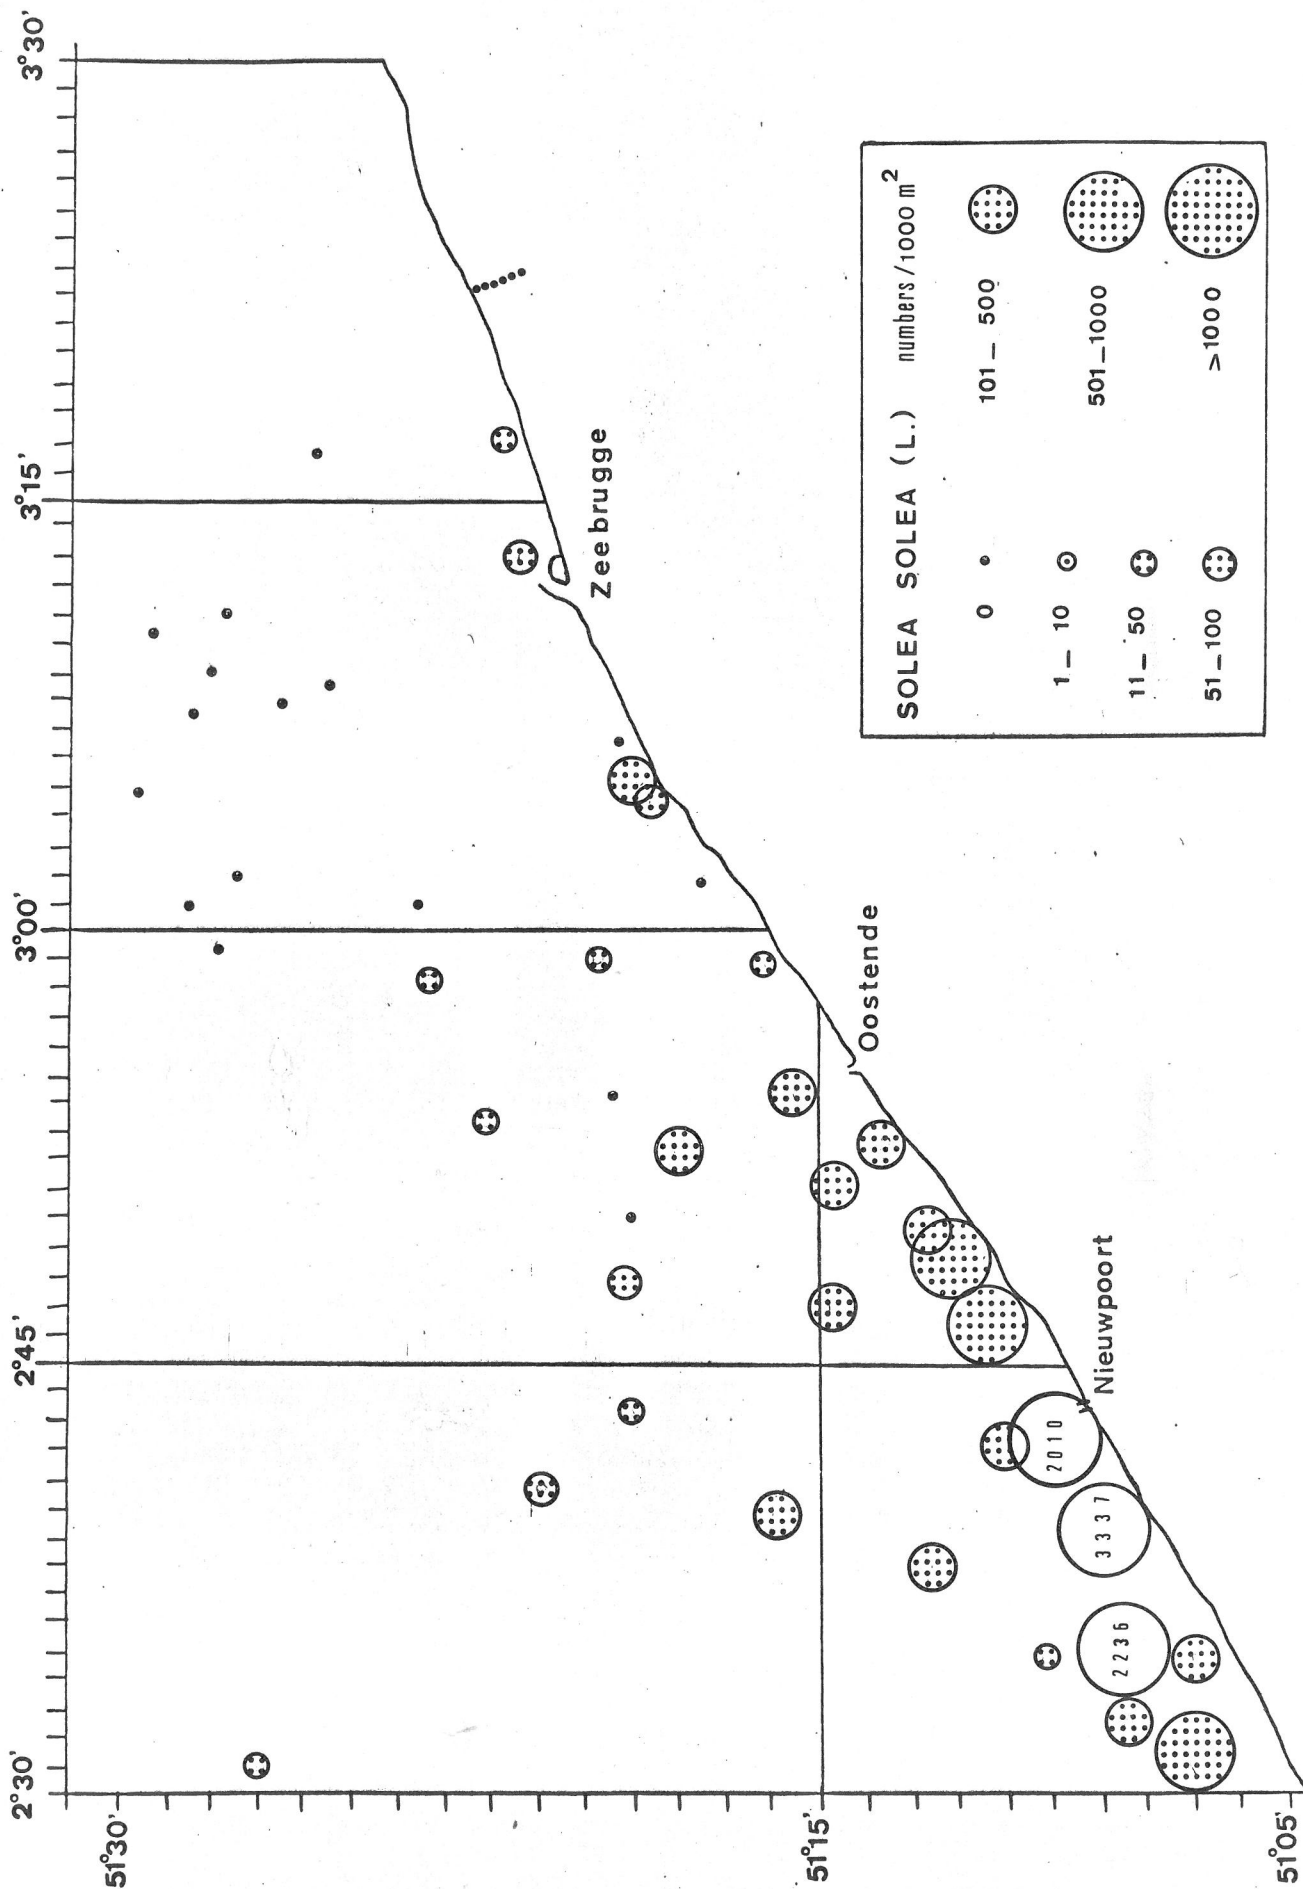 2°30'
2°45'
3°00'
3°15'
3°30'
51°30'
51°15'
51°05'
Zeebrugge
Oostende
Nieuwpoort
2010
3337
2236
SOLEA SOLEA (L.) numbers/1000 m²
0
1 – 10
11 – 50
51 – 100
101 – 500
501 – 1000
>1000